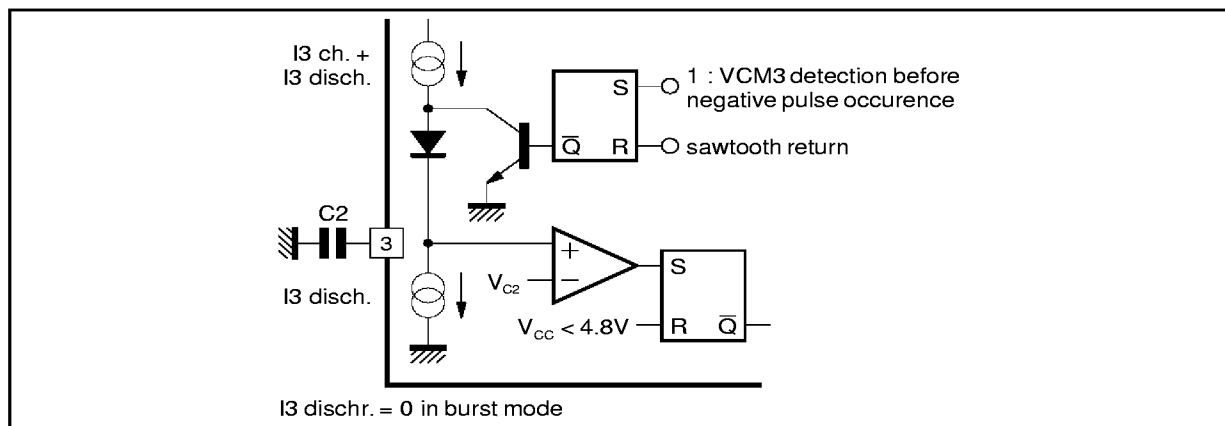 I3 ch. +
I3 disch.
S
1 : VCM3 detection before
negative pulse occurence
Q
R
sawtooth return
C2
3
+
−
VC2
I3 disch.
S
VCC < 4.8V
R
Q
I3 dischr. = 0 in burst mode